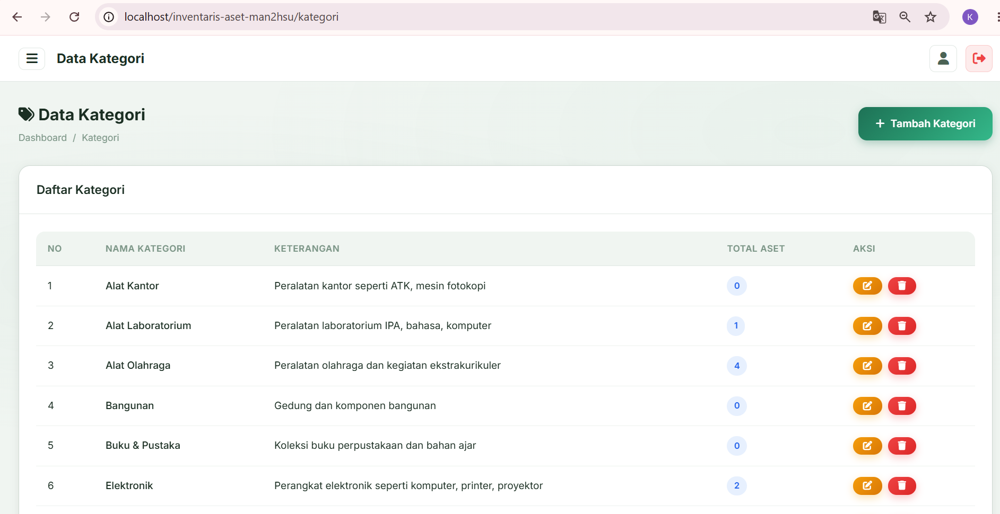 localhost/inventaris-aset-man2hsu/kategori
K
Data Kategori
Data Kategori
Dashboard / Kategori
+ Tambah Kategori
Daftar Kategori
NO NAMA KATEGORI KETERANGAN TOTAL ASET AKSI
1 Alat Kantor Peralatan kantor seperti ATK, mesin fotokopi 0
2 Alat Laboratorium Peralatan laboratorium IPA, bahasa, komputer 1
3 Alat Olahraga Peralatan olahraga dan kegiatan ekstrakurikuler 4
4 Bangunan Gedung dan komponen bangunan 0
5 Buku & Pustaka Koleksi buku perpustakaan dan bahan ajar 0
6 Elektronik Perangkat elektronik seperti komputer, printer, proyektor 2